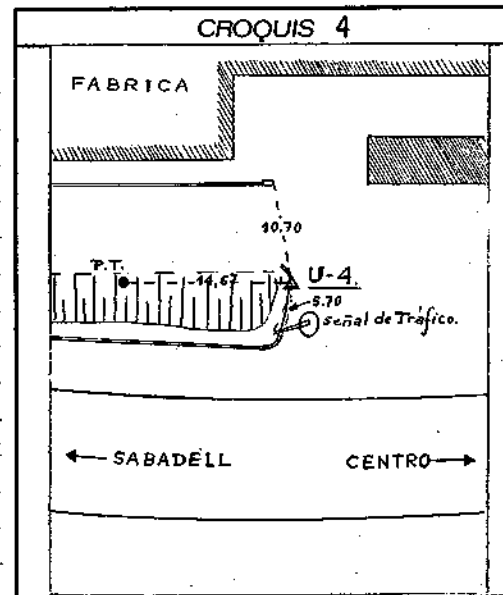 CROQUIS 4
FABRICA
10,70
P.T.
14,67
U-4.
5.70
señal de Tráfico.
← SABADELL
CENTRO →